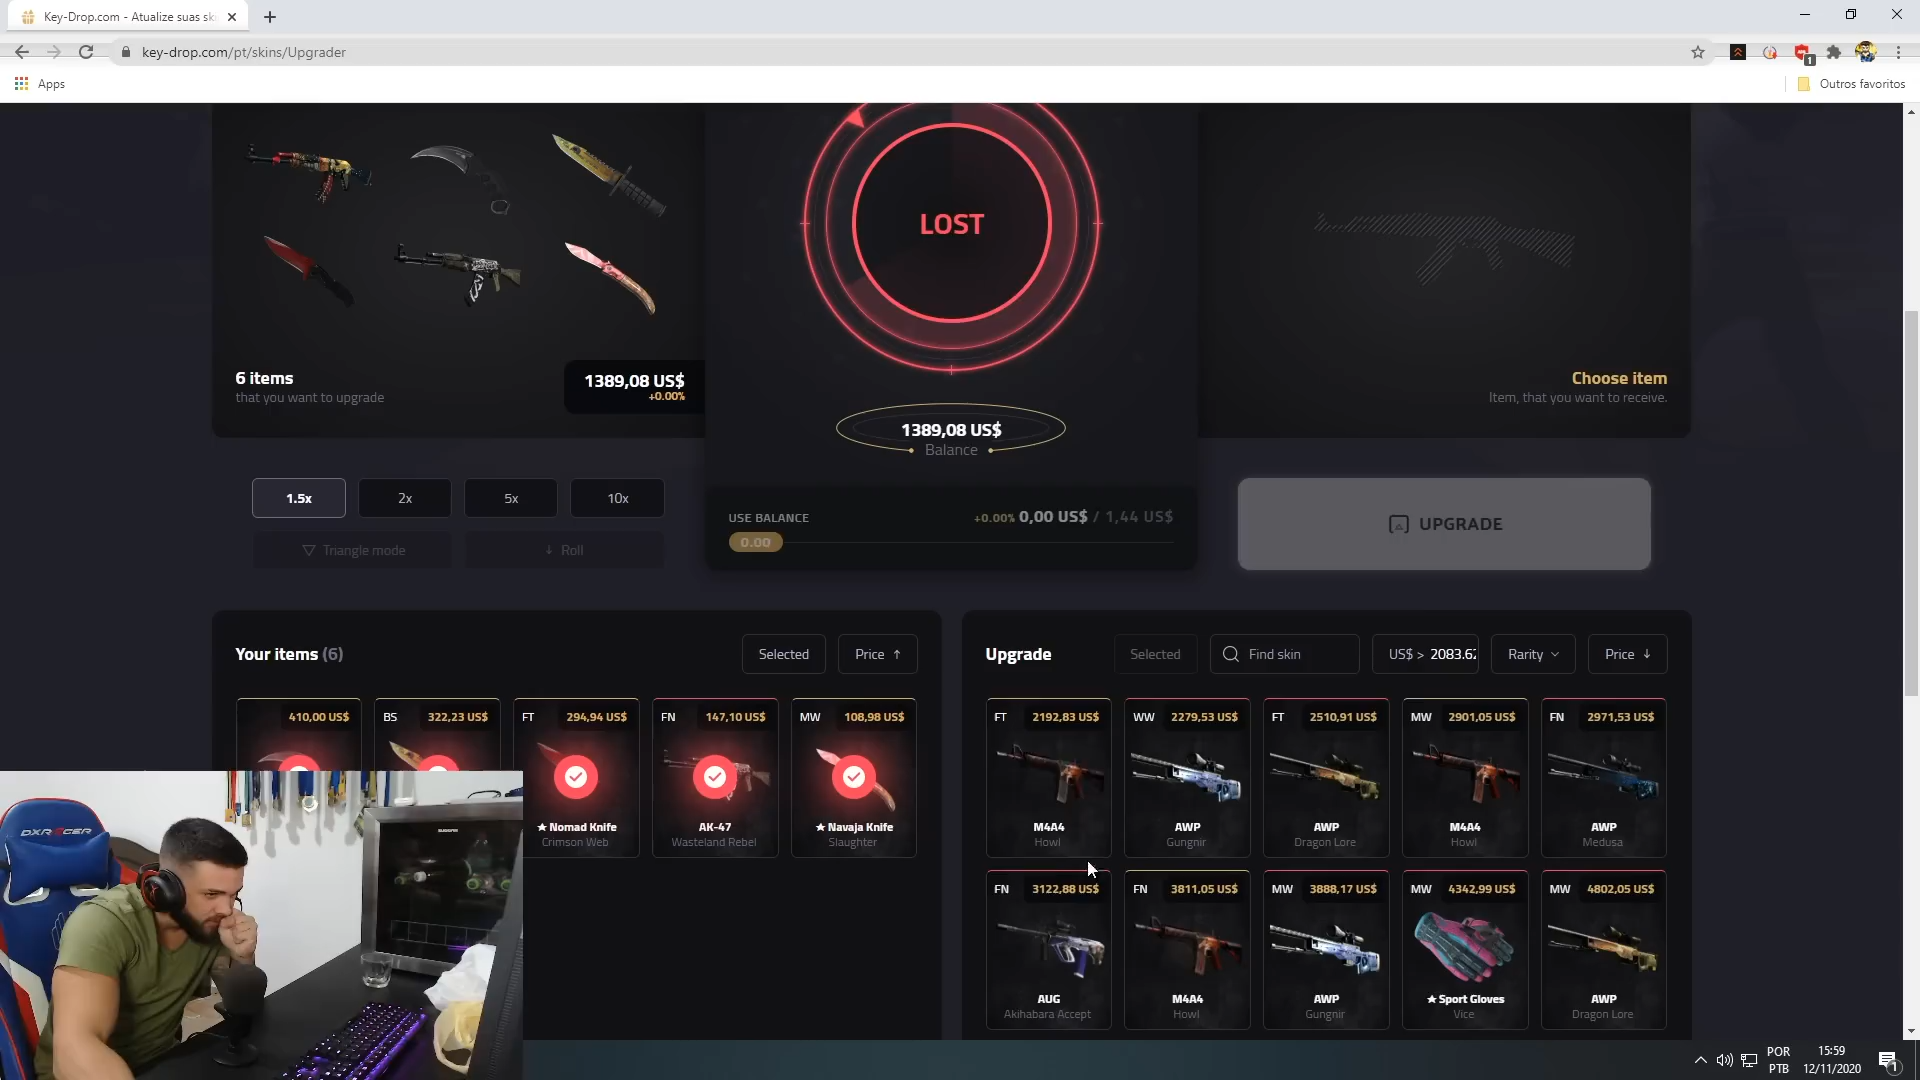 Key-Drop.com - Atualize suas sk
key-drop.com/pt/skins/Upgrader
1
Apps
Outros favoritos
LOST
6 items
that you want to upgrade
1389,08 US$
+0.00%
1389,08 US$
Balance
Choose item
Item, that you want to receive.
1.5x
2x
5x
10x
Triangle mode
Roll
USE BALANCE
+0.00% 0,00 US$ / 1,44 US$
0.00
UPGRADE
Your items (6)
Selected
Price ↑
Upgrade
Selected
Find skin
US$ > 2083.62
Rarity
Price ↓
410,00 US$
BS 322,23 US$
FT 294,94 US$
FN 147,10 US$
MW 108,98 US$
★ Nomad Knife
Crimson Web
AK-47
Wasteland Rebel
★ Navaja Knife
Slaughter
FT 2192,83 US$
WW 2279,53 US$
FT 2510,91 US$
MW 2901,05 US$
FN 2971,53 US$
M4A4
Howl
AWP
Gungnir
AWP
Dragon Lore
M4A4
Howl
AWP
Medusa
FN 3122,88 US$
FN 3811,05 US$
MW 3888,17 US$
MW 4342,99 US$
MW 4802,05 US$
AUG
Akihabara Accept
M4A4
Howl
AWP
Gungnir
★ Sport Gloves
Vice
AWP
Dragon Lore
DXRACER
POR
PTB
15:59
12/11/2020
1